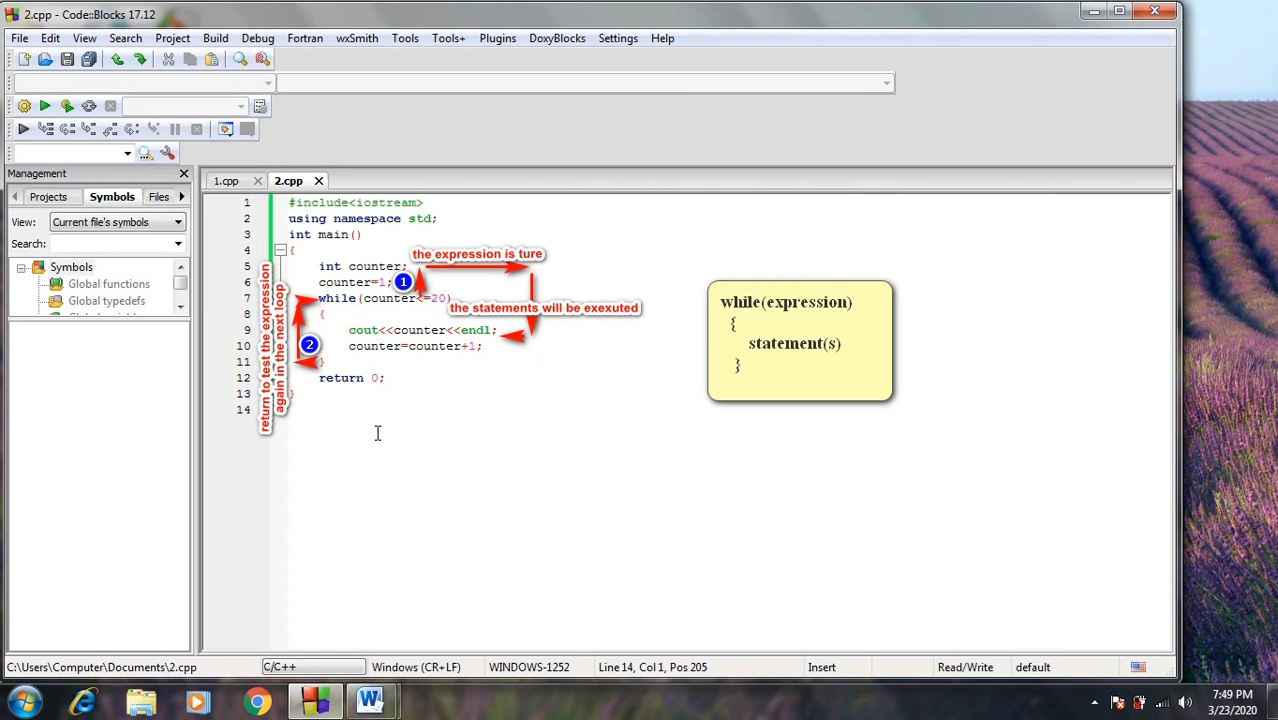 2.cpp - Code::Blocks 17.12
File Edit View Search Project Build Debug Fortran wxSmith Tools Tools+ Plugins DoxyBlocks Settings Help
Management
Projects Symbols Files
View: Current file's symbols
Search:
Symbols
Global functions
Global typedefs
1.cpp 2.cpp
1 #include<iostream>
2 using namespace std;
3 int main()
4 {
5 int counter;
6 counter=1;
7 while(counter<=20)
8 {
9 cout<<counter<<endl;
10 counter=counter+1;
11 }
12 return 0;
13 }
14
the expression is ture
1
the statements will be exexuted
2
return to test the expression
again in the next loop
while(expression)
{
statement(s)
}
C:\Users\Computer\Documents\2.cpp C/C++ Windows (CR+LF) WINDOWS-1252 Line 14, Col 1, Pos 205 Insert Read/Write default
7:49 PM
3/23/2020